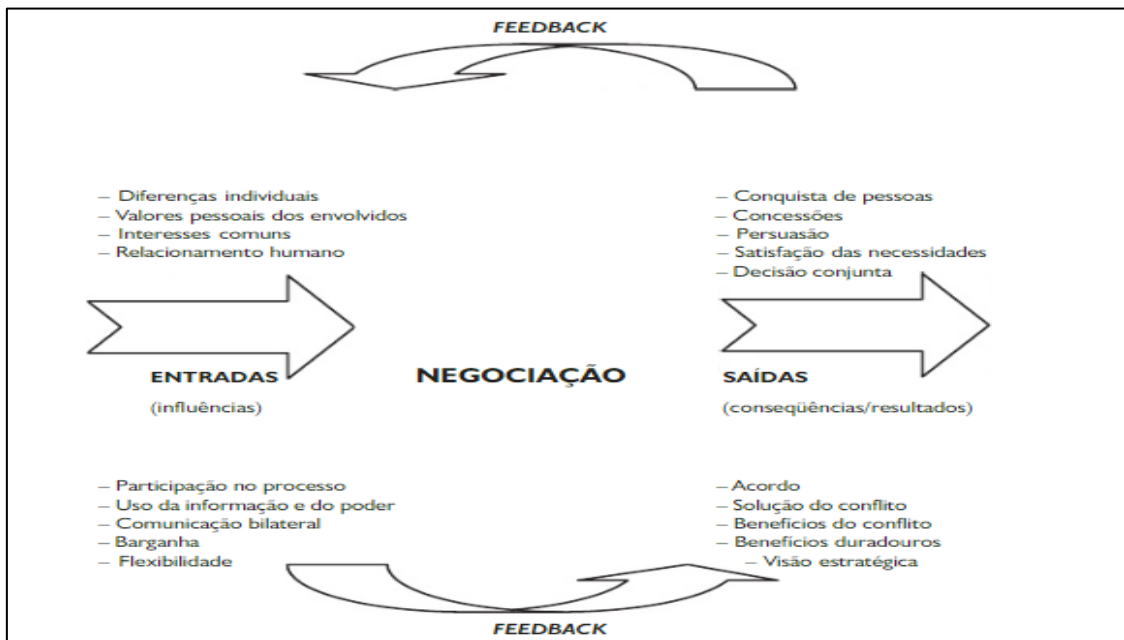 FEEDBACK
– Diferenças individuais
– Valores pessoais dos envolvidos
– Interesses comuns
– Relacionamento humano
– Conquista de pessoas
– Concessões
– Persuasão
– Satisfação das necessidades
– Decisão conjunta
ENTRADAS
(influências)
NEGOCIAÇÃO
SAÍDAS
(conseqüências/resultados)
– Participação no processo
– Uso da informação e do poder
– Comunicação bilateral
– Barganha
– Flexibilidade
– Acordo
– Solução do conflito
– Benefícios do conflito
– Benefícios duradouros
– Visão estratégica
FEEDBACK